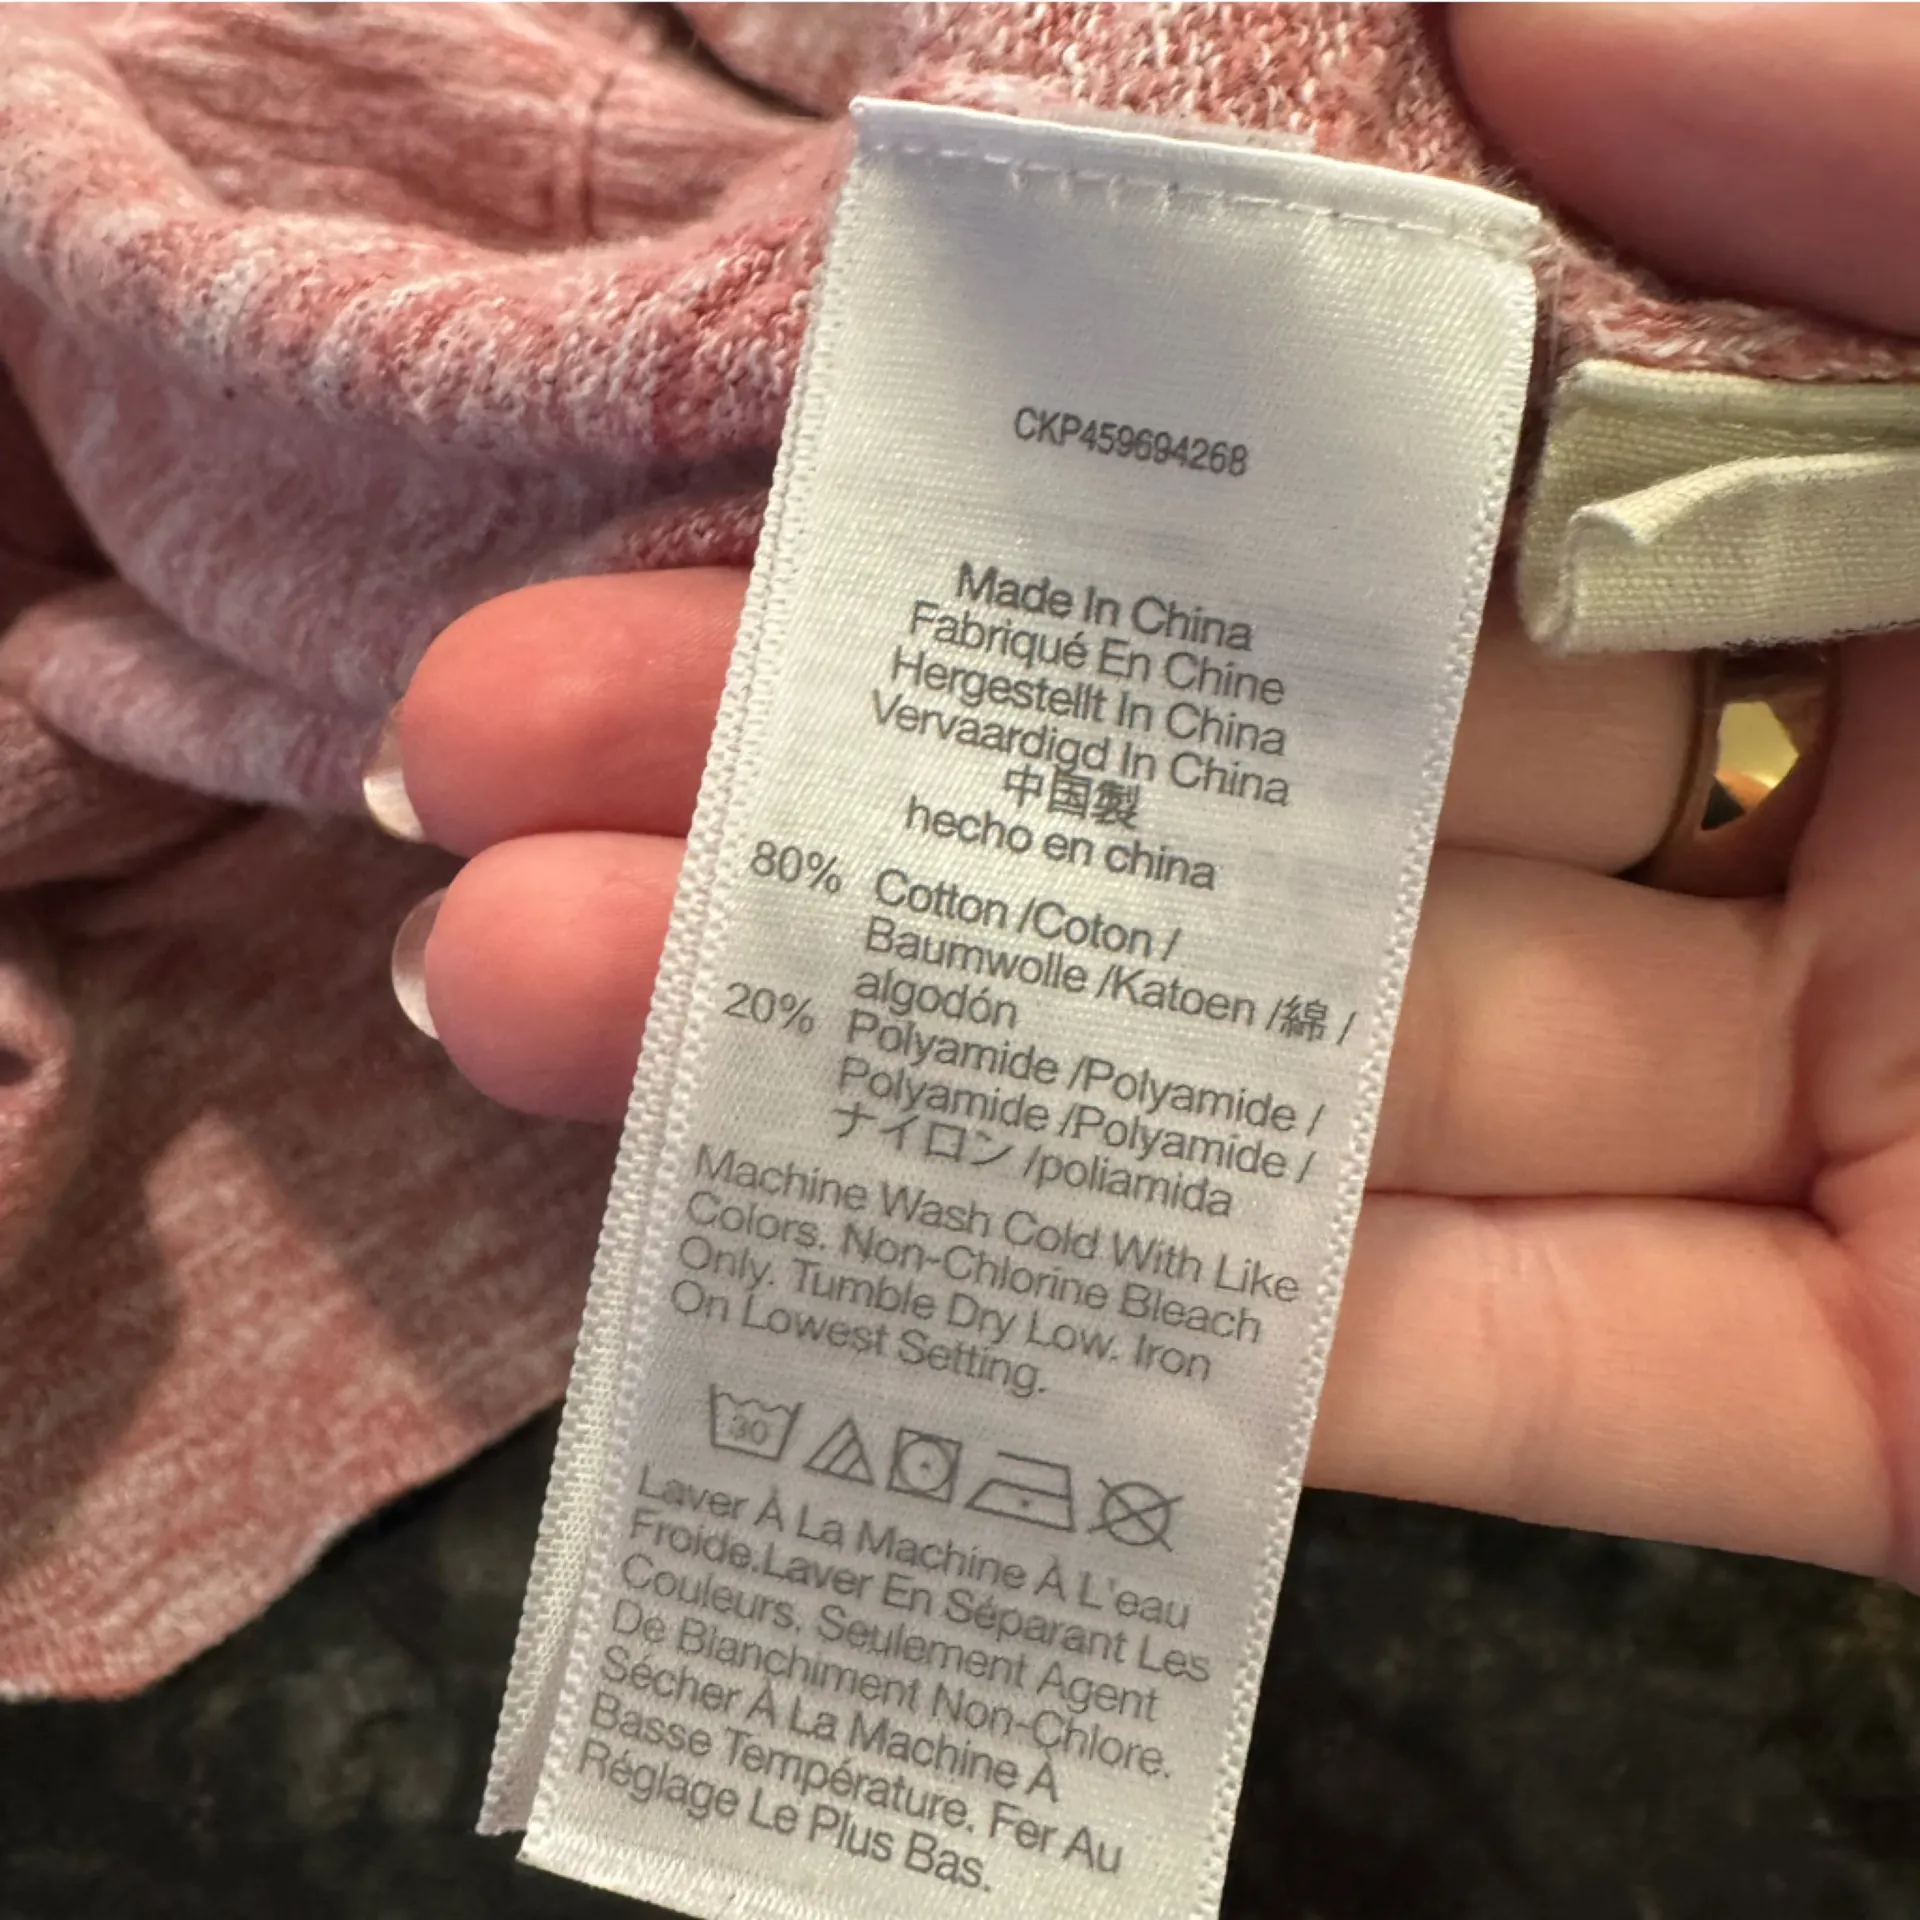 CKP459694268
Made In China
Fabriqué En Chine
Hergestellt In China
Vervaardigd In China
中国製
hecho en china
80% Cotton /Coton /
Baumwolle /Katoen /綿 /
algodón
20% Polyamide /Polyamide /
Polyamide /Polyamide /
ナイロン /poliamida
Machine Wash Cold With Like
Colors. Non-Chlorine Bleach
Only. Tumble Dry Low. Iron
On Lowest Setting.
30
Laver À La Machine À L'eau
Froide.Laver En Séparant Les
Couleurs. Seulement Agent
De Blanchiment Non-Chlore.
Sécher À La Machine À
Basse Température. Fer Au
Réglage Le Plus Bas.